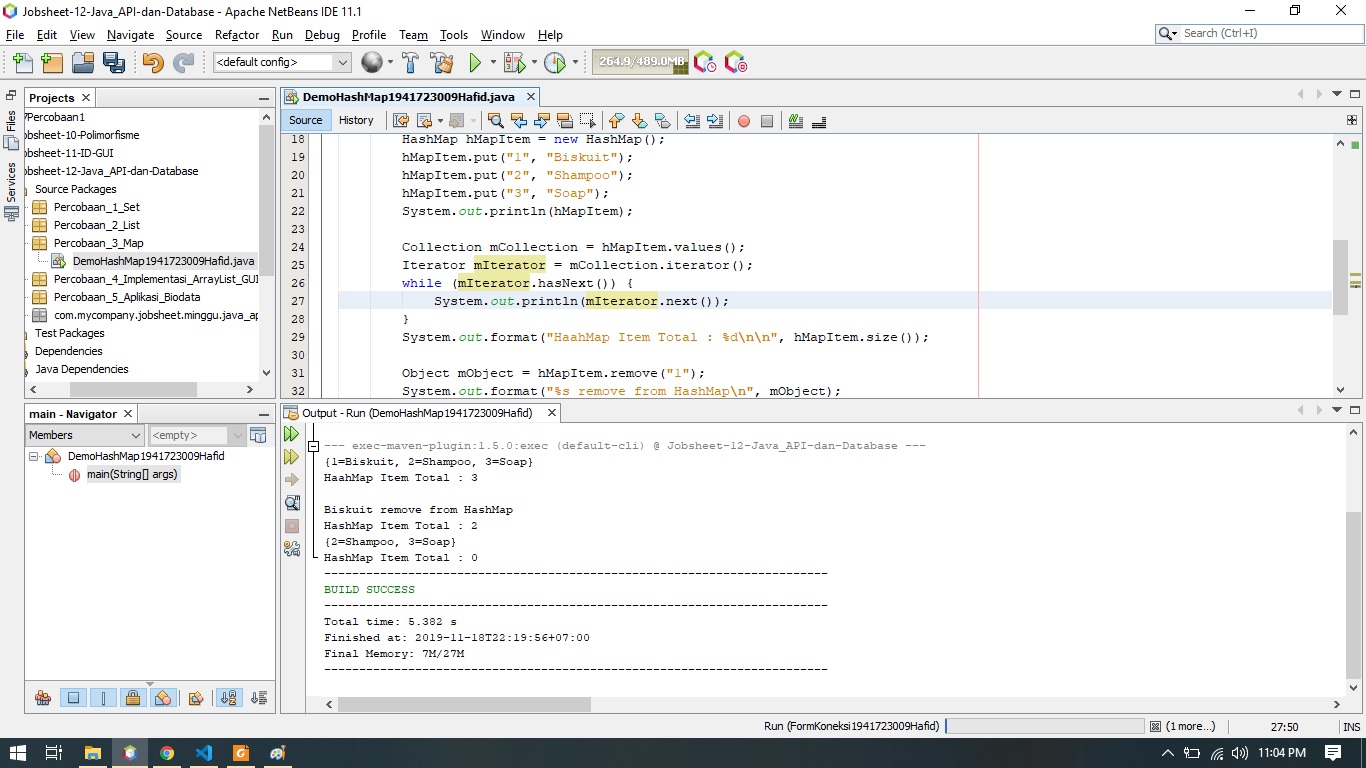 Jobsheet-12-Java_API-dan-Database - Apache NetBeans IDE 11.1
File Edit View Navigate Source Refactor Run Debug Profile Team Tools Window Help
Search (Ctrl+I)
<default config>
264.9/489.0MB
Projects
Files
Services
Percobaan1
obsheet-10-Polimorfisme
obsheet-11-ID-GUI
obsheet-12-Java_API-dan-Database
Source Packages
Percobaan_1_Set
Percobaan_2_List
Percobaan_3_Map
DemoHashMap1941723009Hafid.java
Percobaan_4_Implementasi_ArrayList_GUI
Percobaan_5_Aplikasi_Biodata
com.mycompany.jobsheet.minggu.java_ap
Test Packages
Dependencies
Java Dependencies
main - Navigator
Members
<empty>
DemoHashMap1941723009Hafid
main(String[] args)
DemoHashMap1941723009Hafid.java
Source History
18 HashMap hMapItem = new HashMap();
19 hMapItem.put("1", "Biskuit");
20 hMapItem.put("2", "Shampoo");
21 hMapItem.put("3", "Soap");
22 System.out.println(hMapItem);
23
24 Collection mCollection = hMapItem.values();
25 Iterator mIterator = mCollection.iterator();
26 while (mIterator.hasNext()) {
27 System.out.println(mIterator.next());
28 }
29 System.out.format("HaahMap Item Total : %d\n\n", hMapItem.size());
30
31 Object mObject = hMapItem.remove("1");
32 System.out.format("%s remove from HashMap\n", mObject);
Output - Run (DemoHashMap1941723009Hafid)
--- exec-maven-plugin:1.5.0:exec (default-cli) @ Jobsheet-12-Java_API-dan-Database ---
{1=Biskuit, 2=Shampoo, 3=Soap}
HaahMap Item Total : 3
Biskuit remove from HashMap
HashMap Item Total : 2
{2=Shampoo, 3=Soap}
HashMap Item Total : 0
------------------------------------------------------------------------
BUILD SUCCESS
------------------------------------------------------------------------
Total time: 5.382 s
Finished at: 2019-11-18T22:19:56+07:00
Final Memory: 7M/27M
------------------------------------------------------------------------
Run (FormKoneksi1941723009Hafid)
(1 more...)
27:50
INS
11:04 PM